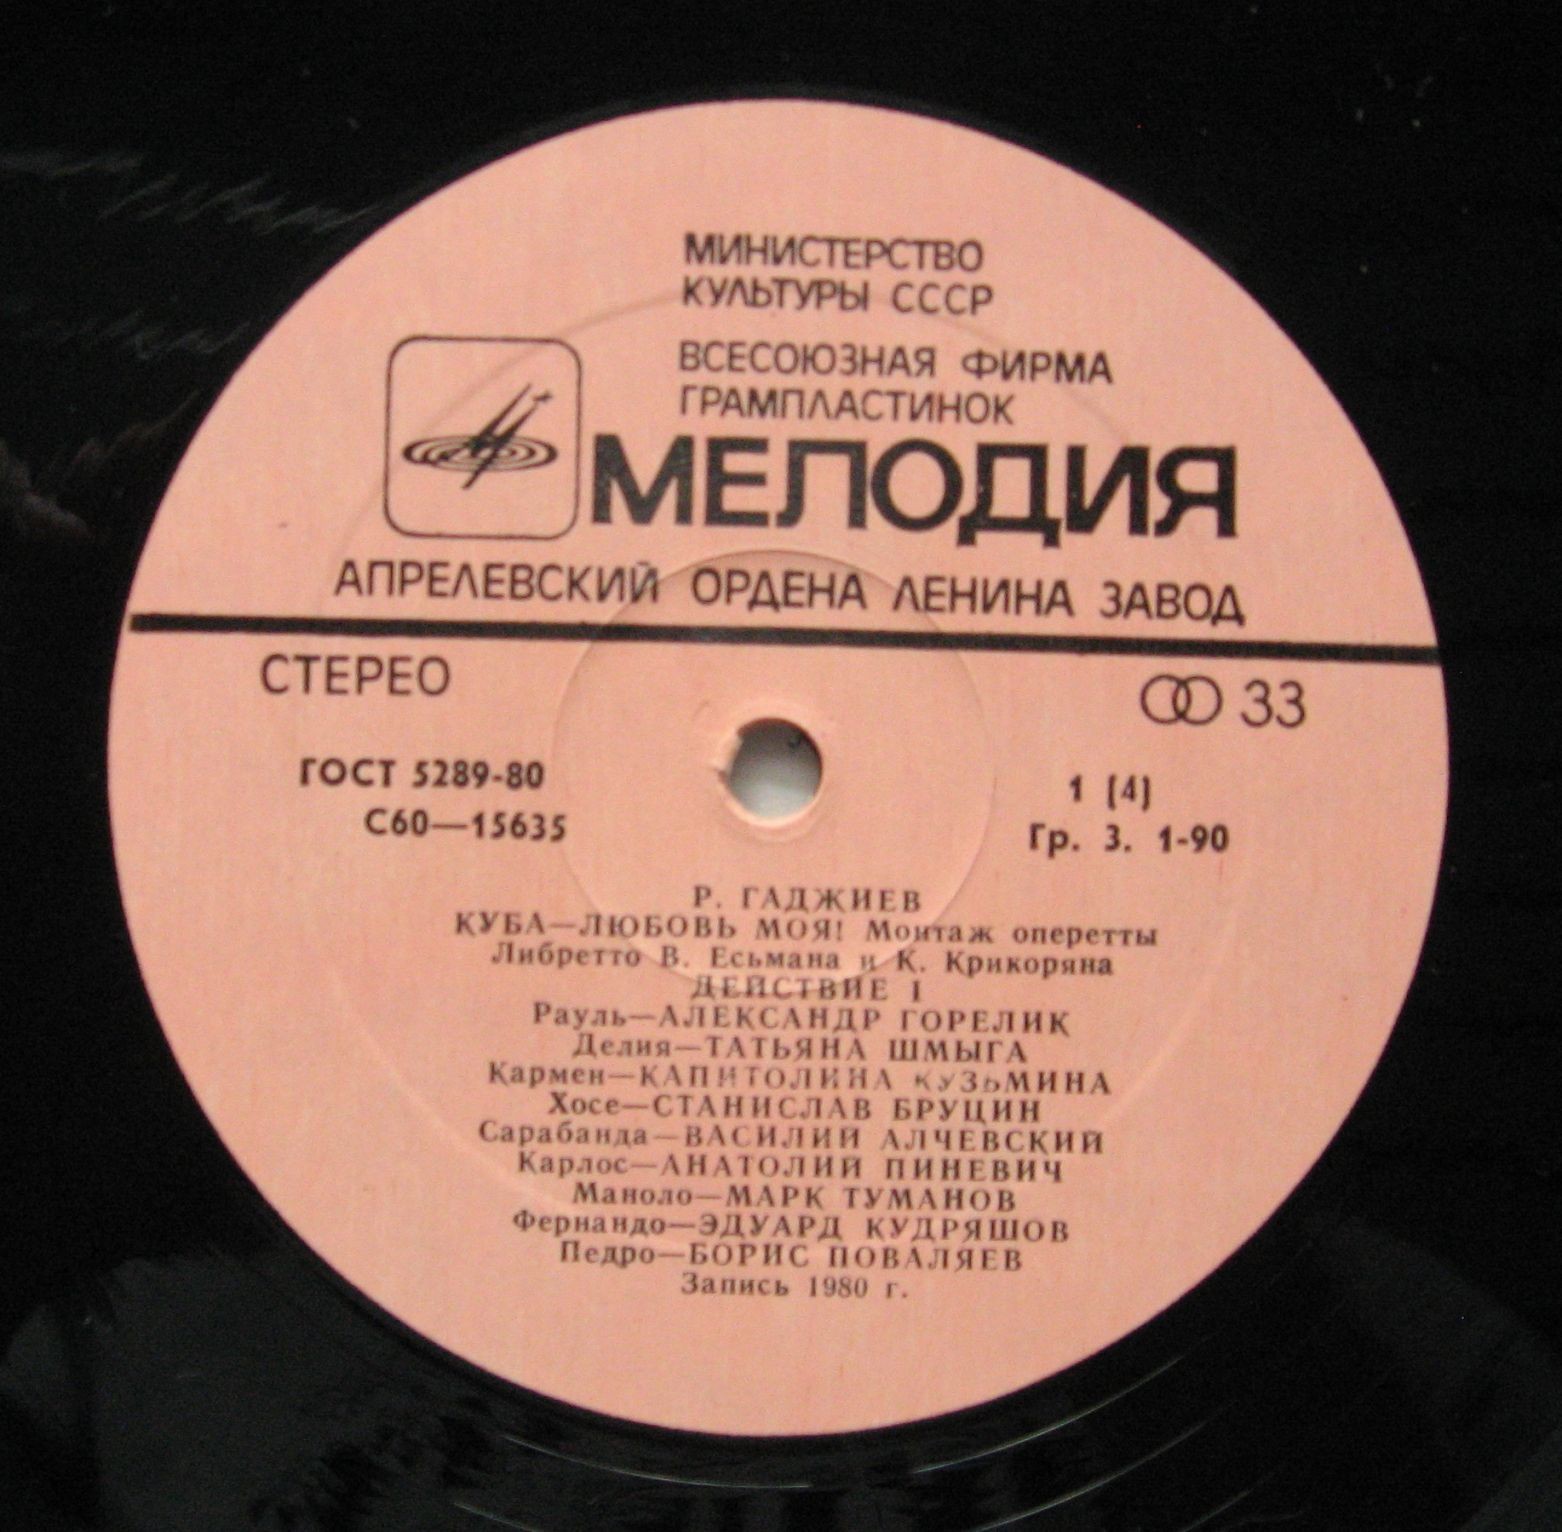 МИНИСТЕРСТВО
КУЛЬТУРЫ СССР
ВСЕСОЮЗНАЯ ФИРМА
ГРАМПЛАСТИНОК
МЕЛОДИЯ
АПРЕЛЕВСКИЙ ОРДЕНА ЛЕНИНА ЗАВОД
СТЕРЕО
33
ГОСТ 5289-80
С60—15635
1 (4)
Гр. 3. 1-90
Р. ГАДЖИЕВ
КУБА—ЛЮБОВЬ МОЯ! Монтаж оперетты
Либретто В. Есьмана и К. Крикоряна
ДЕЙСТВИЕ I
Рауль—АЛЕКСАНДР ГОРЕЛИК
Делия—ТАТЬЯНА ШМЫГА
Кармен—КАПИТОЛИНА КУЗЬМИНА
Хосе—СТАНИСЛАВ БРУЦИН
Сарабанда—ВАСИЛИЙ АЛЧЕВСКИЙ
Карлос—АНАТОЛИЙ ПИНЕВИЧ
Маноло—МАРК ТУМАНОВ
Фернандо—ЭДУАРД КУДРЯШОВ
Педро—БОРИС ПОВАЛЯЕВ
Запись 1980 г.